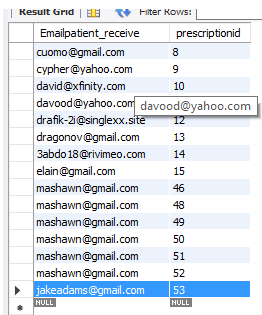 Result Grid Filter Rows:
Emailpatient_receive prescriptionid
cuomo@gmail.com 8
cypher@yahoo.com 9
david@xfinity.com 10
davood@yahoo.com
davood@yahoo.com
drafik-2i@singlexx.site 12
dragonov@gmail.com 13
3abdo18@rivimeo.com 14
elain@gmail.com 15
mashawn@gmail.com 46
mashawn@gmail.com 48
mashawn@gmail.com 49
mashawn@gmail.com 50
mashawn@gmail.com 51
mashawn@gmail.com 52
jakeadams@gmail.com 53
NULL NULL